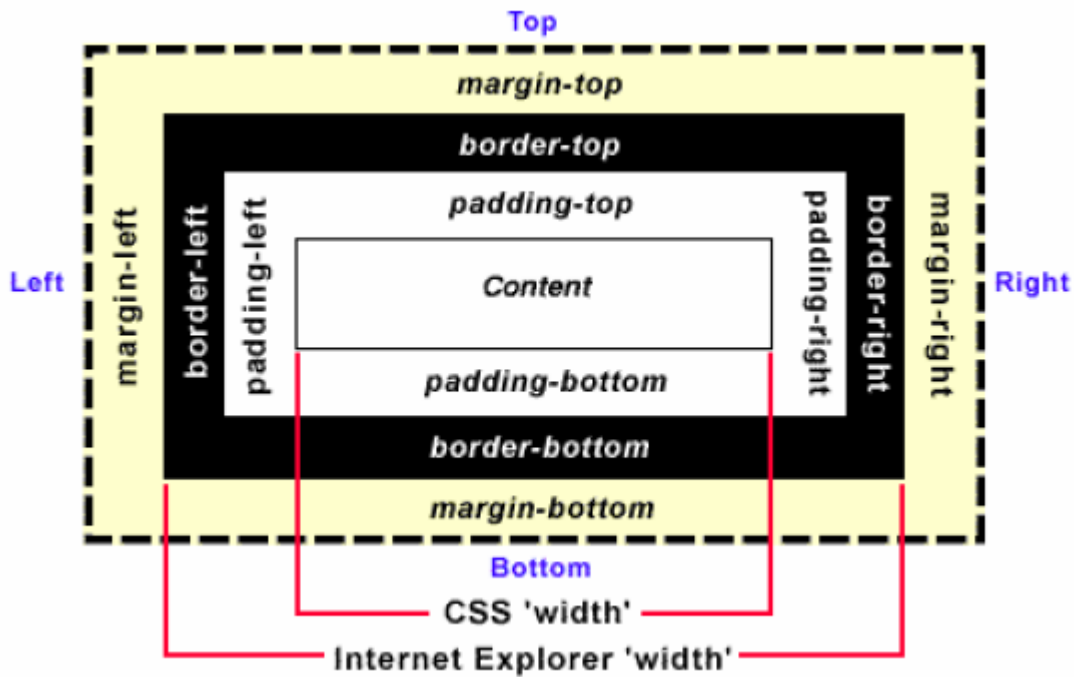 Top
margin-top
border-top
padding-top
Left
margin-left
border-left
padding-left
Content
padding-right
border-right
margin-right
Right
padding-bottom
border-bottom
margin-bottom
Bottom
CSS 'width'
Internet Explorer 'width'